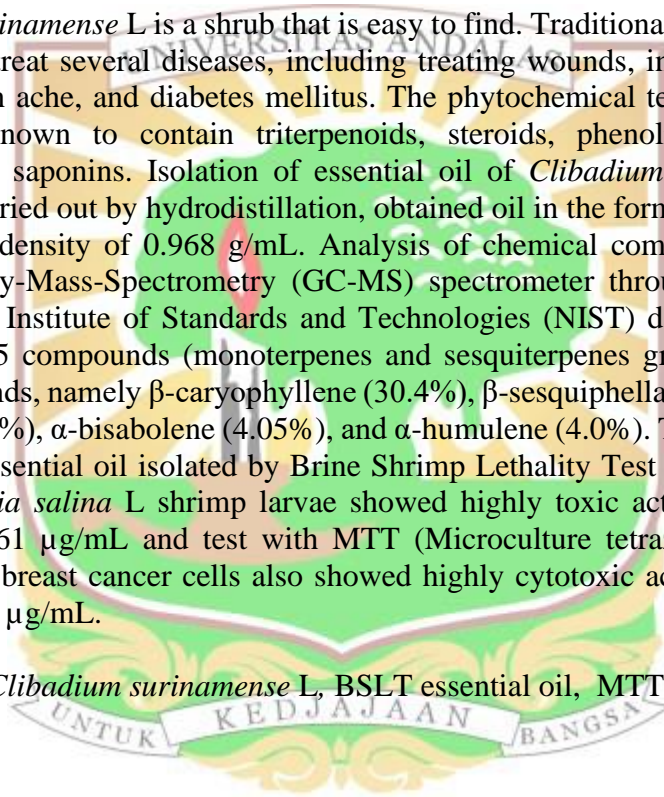 rinamense L is a shrub that is easy to find. Traditiona
UNIVERSITAS ANDALAS
reat several diseases, including treating wounds, in
ache, and diabetes mellitus. The phytochemical te
nown to contain triterpenoids, steroids, phenol
saponins. Isolation of essential oil of Clibadium
ried out by hydrodistillation, obtained oil in the form
density of 0.968 g/mL. Analysis of chemical com
y-Mass-Spectrometry (GC-MS) spectrometer throu
Institute of Standards and Technologies (NIST) d
5 compounds (monoterpenes and sesquiterpenes g
nds, namely β-caryophyllene (30.4%), β-sesquiphella
%), α-bisabolene (4.05%), and α-humulene (4.0%). T
sential oil isolated by Brine Shrimp Lethality Test
ia salina L shrimp larvae showed highly toxic act
61 µg/mL and test with MTT (Microculture tetra
breast cancer cells also showed highly cytotoxic ac
µg/mL.
Clibadium surinamense L, BSLT essential oil, MTT
UNTUK KEDJAJAAN BANGSA